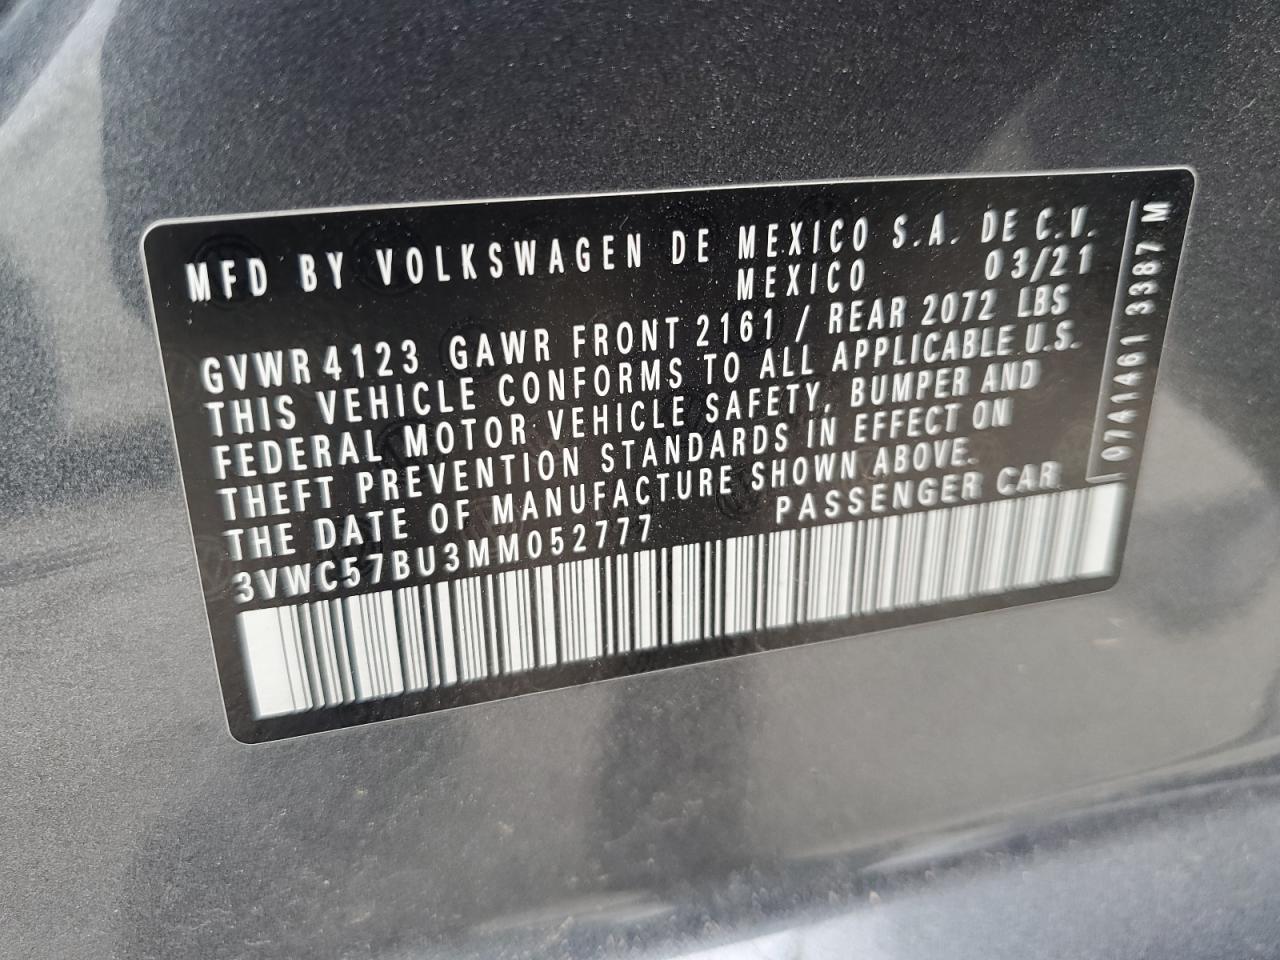 MFD BY VOLKSWAGEN DE MEXICO S.A. DE C.V.
MEXICO 03/21
GVWR 4123 GAWR FRONT 2161 / REAR 2072 LBS
THIS VEHICLE CONFORMS TO ALL APPLICABLE U.S.
FEDERAL MOTOR VEHICLE SAFETY, BUMPER AND
THEFT PREVENTION STANDARDS IN EFFECT ON
THE DATE OF MANUFACTURE SHOWN ABOVE.
3VWC57BU3MM052777 PASSENGER CAR
0741461 3387 M